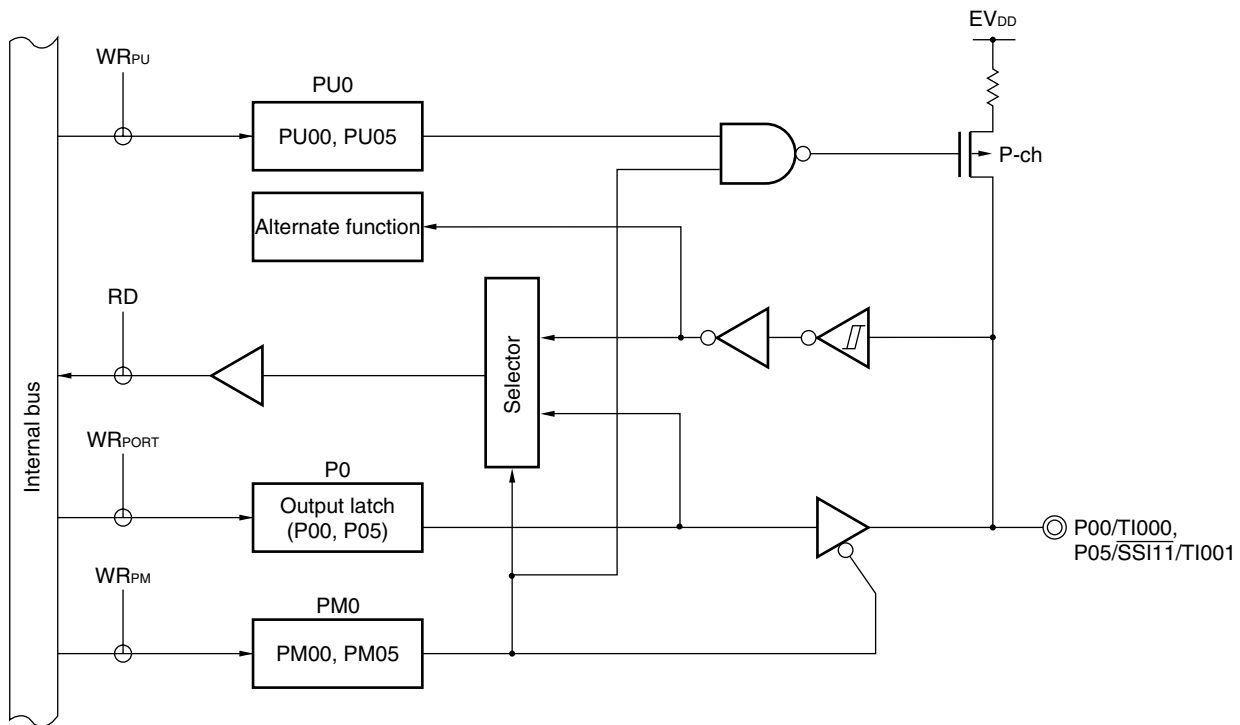 EVDD
WRPU
PU0
PU00, PU05
P-ch
Alternate function
RD
Selector
Internal bus
WRPORT
P0
Output latch
(P00, P05)
P00/TI000,
P05/SSI11/TI001
WRPM
PM0
PM00, PM05